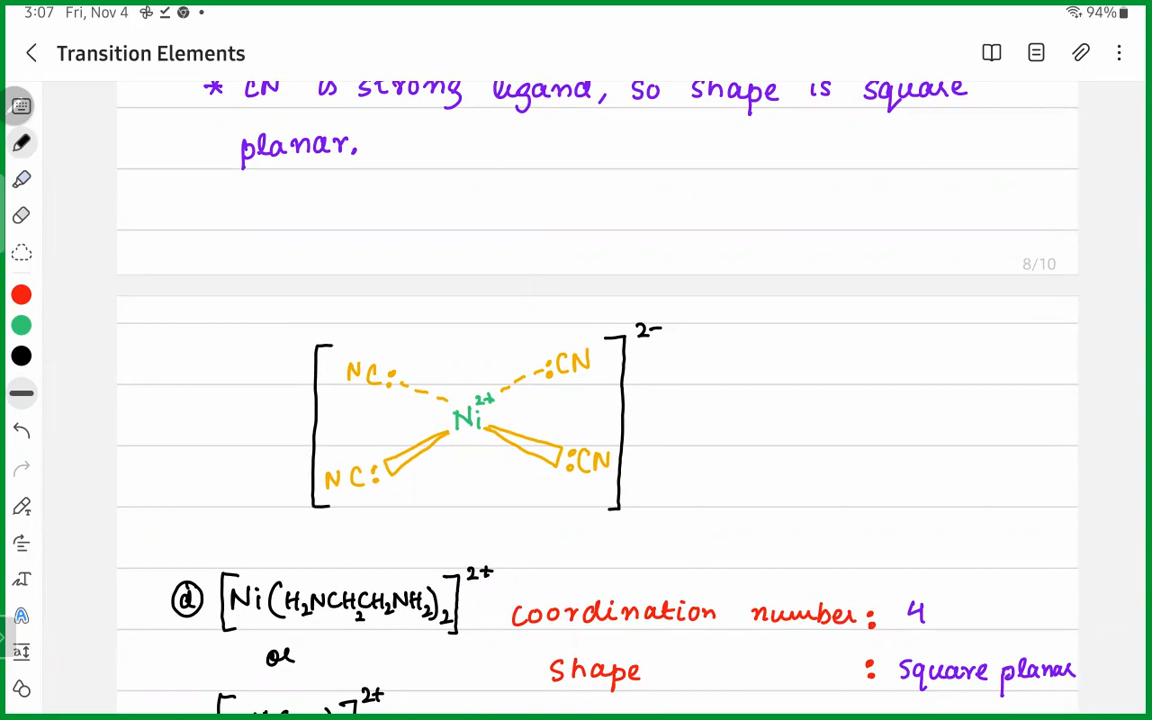 3:07 Fri, Nov 4 94%
Transition Elements
* CN is strong ligand, so shape is square
planar.
8/10
2-
NC: :CN
Ni2+
NC: :CN
(d) [Ni(H2NCH2CH2NH2)2]2+
Coordination number: 4
or
Shape : square planar
2+